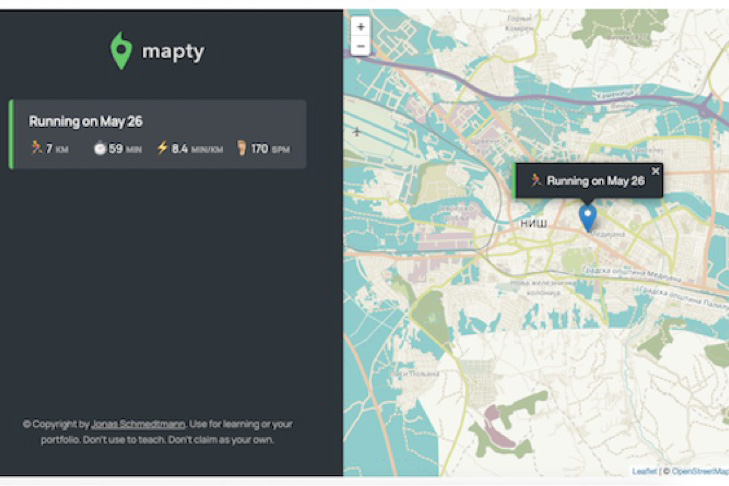 mapty
Running on May 26
7 KM
59 MIN
8.4 MIN/KM
170 SPM
© Copyright by Jonas Schmedtmann. Use for learning or your
portfolio. Don't use to teach. Don't claim as your own.
+
−
Горњи
Комрен
Running on May 26 ×
НИШ
Медијана
Градска општина Медијана
Нова железничка
колонија
Градска општина Палилу
Leaflet | © OpenStreetMap